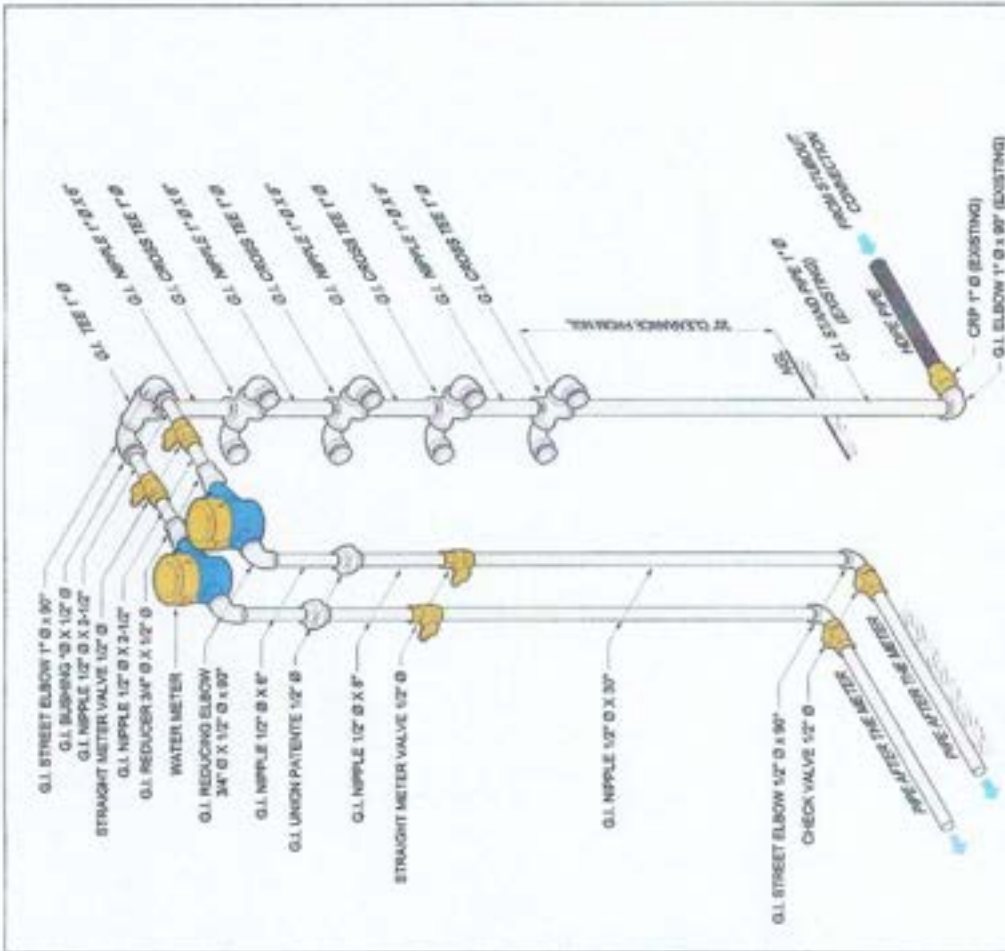 G.I. STREET ELBOW 1" Ø x 90°
G.I. BUSHING "Ø X 1/2" Ø
G.I. NIPPLE 1/2" Ø X 2-1/2"
STRAIGHT METER VALVE 1/2" Ø
G.I. NIPPLE 1/2" Ø X 2-1/2"
G.I. REDUCER 3/4" Ø X 1/2" Ø
WATER METER
G.I. REDUCING ELBOW
3/4" Ø X 1/2" Ø x 90°
G.I. NIPPLE 1/2" Ø X 6"
G.I. UNION PATENTE 1/2" Ø
G.I. NIPPLE 1/2" Ø X 8"
STRAIGHT METER VALVE 1/2" Ø
G.I. NIPPLE 1/2" Ø X 30"
G.I. STREET ELBOW 1/2" Ø x 90°
CHECK VALVE 1/2" Ø
PIPE AFTER THE METER
PIPE AFTER THE METER
G.I. TEE 1" Ø
G.I. NIPPLE 1" Ø X 6"
G.I. CROSS TEE 1" Ø
G.I. NIPPLE 1" Ø X 6"
G.I. CROSS TEE 1" Ø
G.I. NIPPLE 1" Ø X 6"
G.I. CROSS TEE 1" Ø
G.I. NIPPLE 1" Ø X 6"
G.I. CROSS TEE 1" Ø
CLEARANCE FROM NGL
NGL
G.I. STAND PIPE 1" Ø
(EXISTING)
HDPE PIPE
FROM STUBOUT
CONNECTION
CRP 1" Ø (EXISTING)
G.I. ELBOW 1" Ø x 90° (EXISTING)